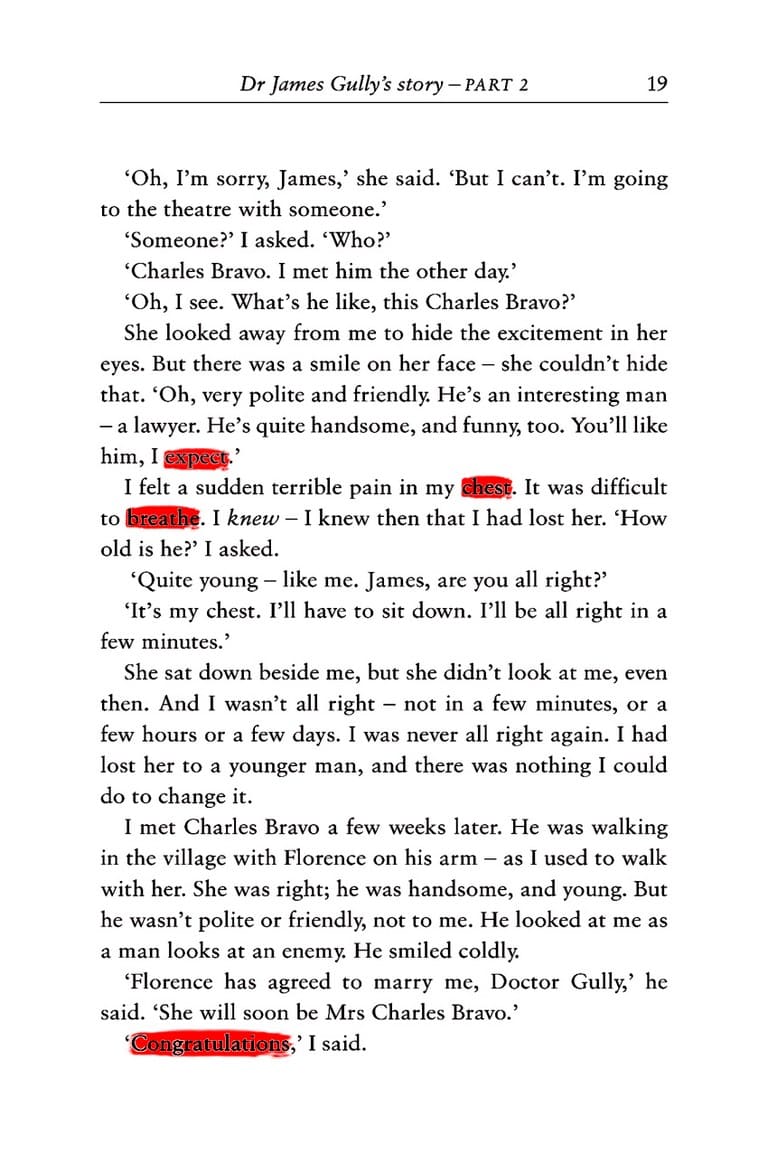 Dr James Gully's story – PART 2 19
‘Oh, I’m sorry, James,’ she said. ‘But I can’t. I’m going
to the theatre with someone.’
‘Someone?’ I asked. ‘Who?’
‘Charles Bravo. I met him the other day.’
‘Oh, I see. What’s he like, this Charles Bravo?’
She looked away from me to hide the excitement in her
eyes. But there was a smile on her face – she couldn’t hide
that. ‘Oh, very polite and friendly. He’s an interesting man
– a lawyer. He’s quite handsome, and funny, too. You’ll like
him, I expect.’
I felt a sudden terrible pain in my chest. It was difficult
to breathe. I knew – I knew then that I had lost her. ‘How
old is he?’ I asked.
‘Quite young – like me. James, are you all right?’
‘It’s my chest. I’ll have to sit down. I’ll be all right in a
few minutes.’
She sat down beside me, but she didn’t look at me, even
then. And I wasn’t all right – not in a few minutes, or a
few hours or a few days. I was never all right again. I had
lost her to a younger man, and there was nothing I could
do to change it.
I met Charles Bravo a few weeks later. He was walking
in the village with Florence on his arm – as I used to walk
with her. She was right; he was handsome, and young. But
he wasn’t polite or friendly, not to me. He looked at me as
a man looks at an enemy. He smiled coldly.
‘Florence has agreed to marry me, Doctor Gully,’ he
said. ‘She will soon be Mrs Charles Bravo.’
‘Congratulations,’ I said.